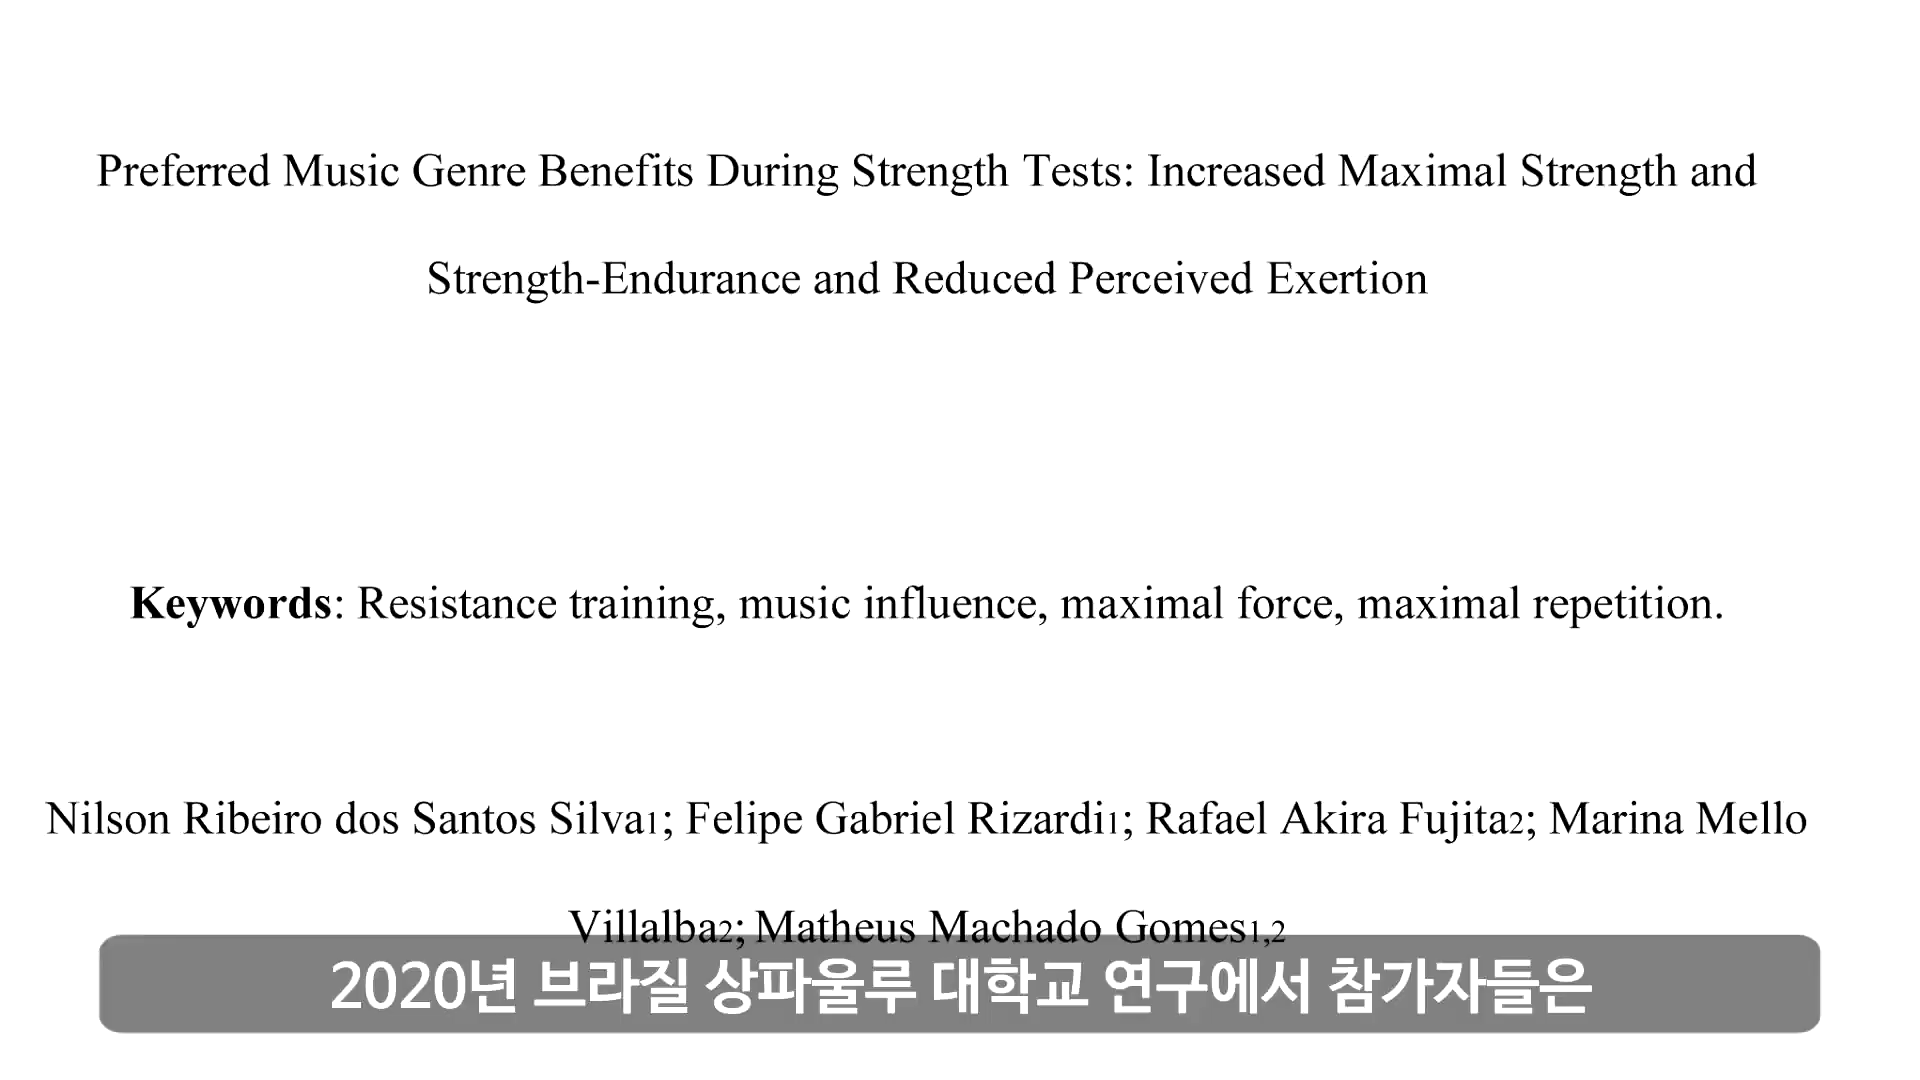 Preferred Music Genre Benefits During Strength Tests: Increased Maximal Strength and
Strength-Endurance and Reduced Perceived Exertion
Keywords: Resistance training, music influence, maximal force, maximal repetition.
Nilson Ribeiro dos Santos Silva1; Felipe Gabriel Rizardi1; Rafael Akira Fujita2; Marina Mello
Villalba2; Matheus Machado Gomes1,2
2020년 브라질 상파울루 대학교 연구에서 참가자들은